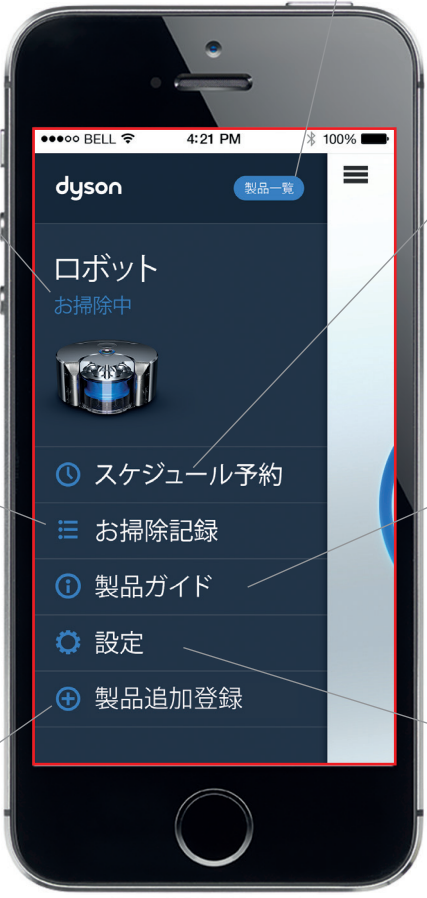 ●●●○○ BELL 4:21 PM 100%
dyson
製品一覧
ロボット
お掃除中
スケジュール予約
お掃除記録
製品ガイド
設定
製品追加登録